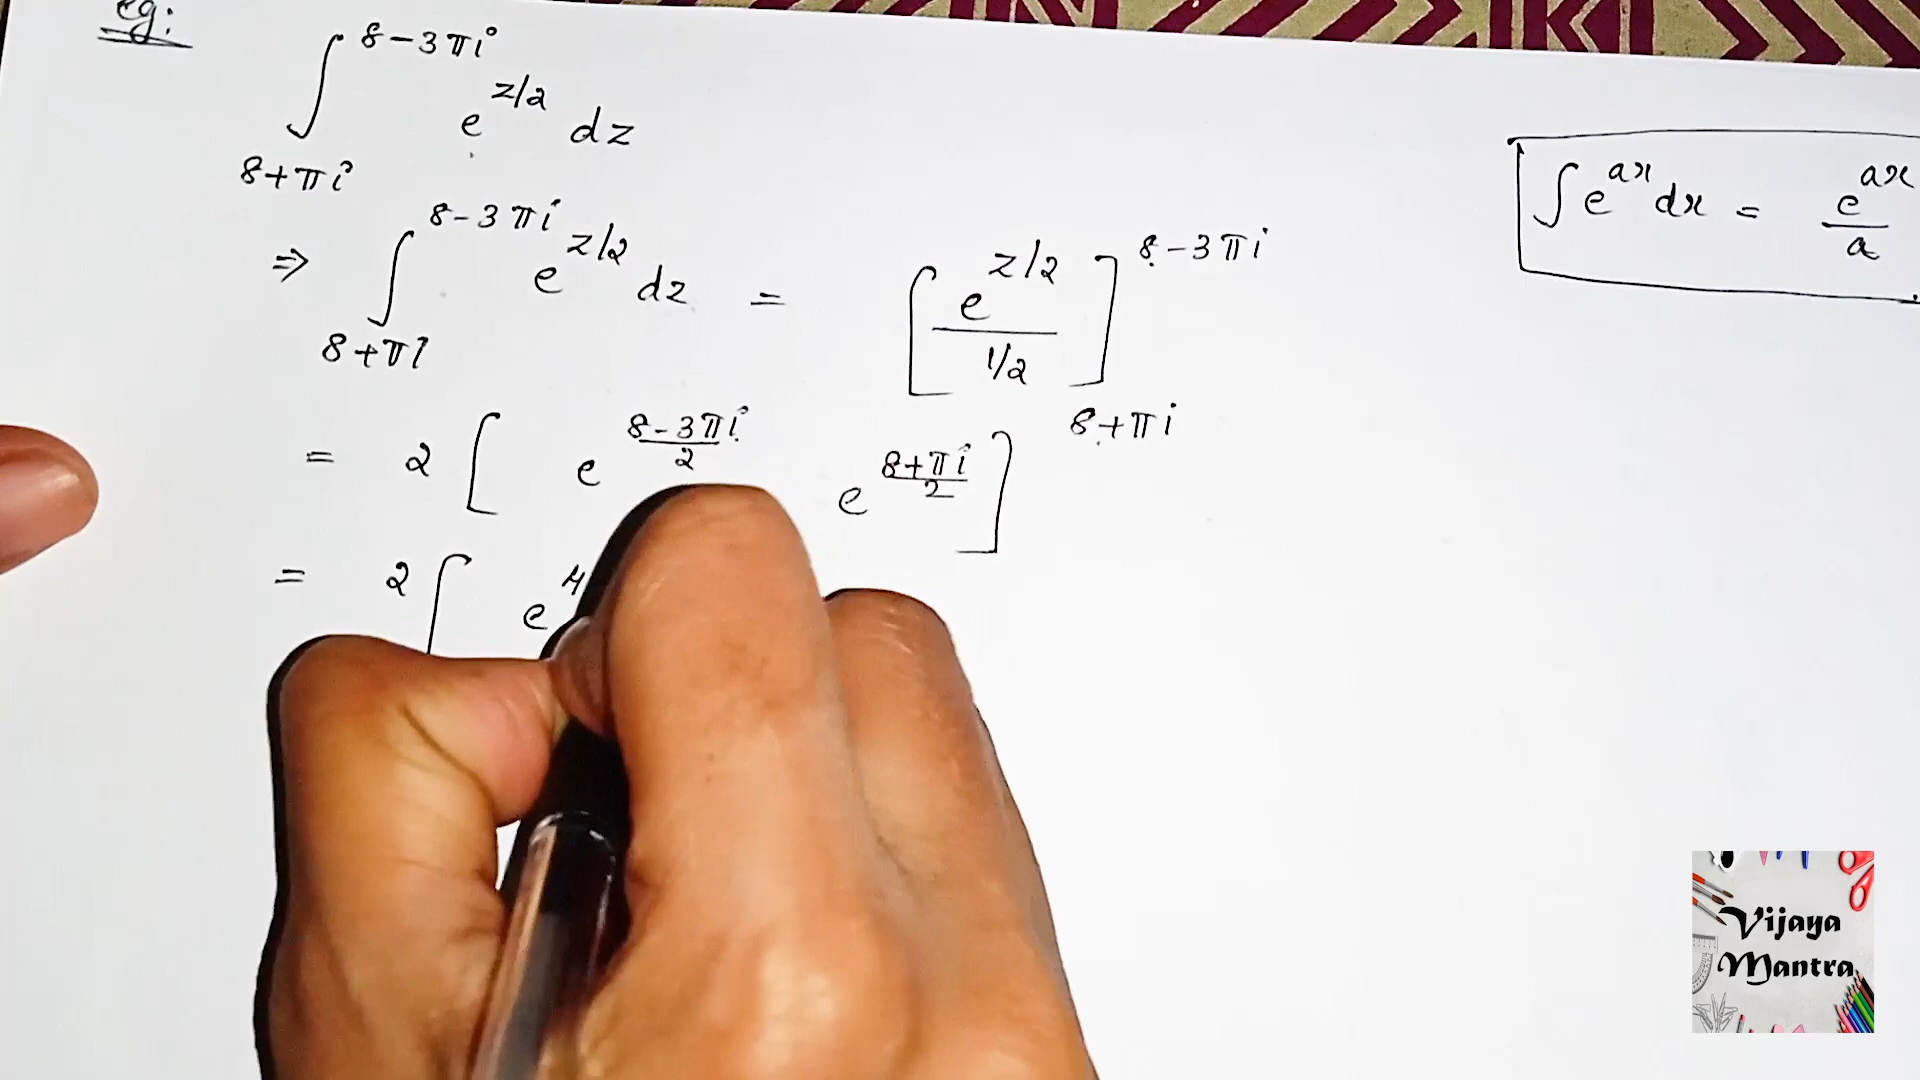 eg:
∫_{8+πi}^{8-3πi} e^{z/2} dz
⇒ ∫_{8+πi}^{8-3πi} e^{z/2} dz = [e^{z/2} / 1/2]_{8+πi}^{8-3πi}
∫e^{ax}dx = e^{ax}/a
= 2 [ e^{(8-3πi)/2} e^{(8+πi)/2} ]
= 2 [ e^{4
Vijaya
Mantra